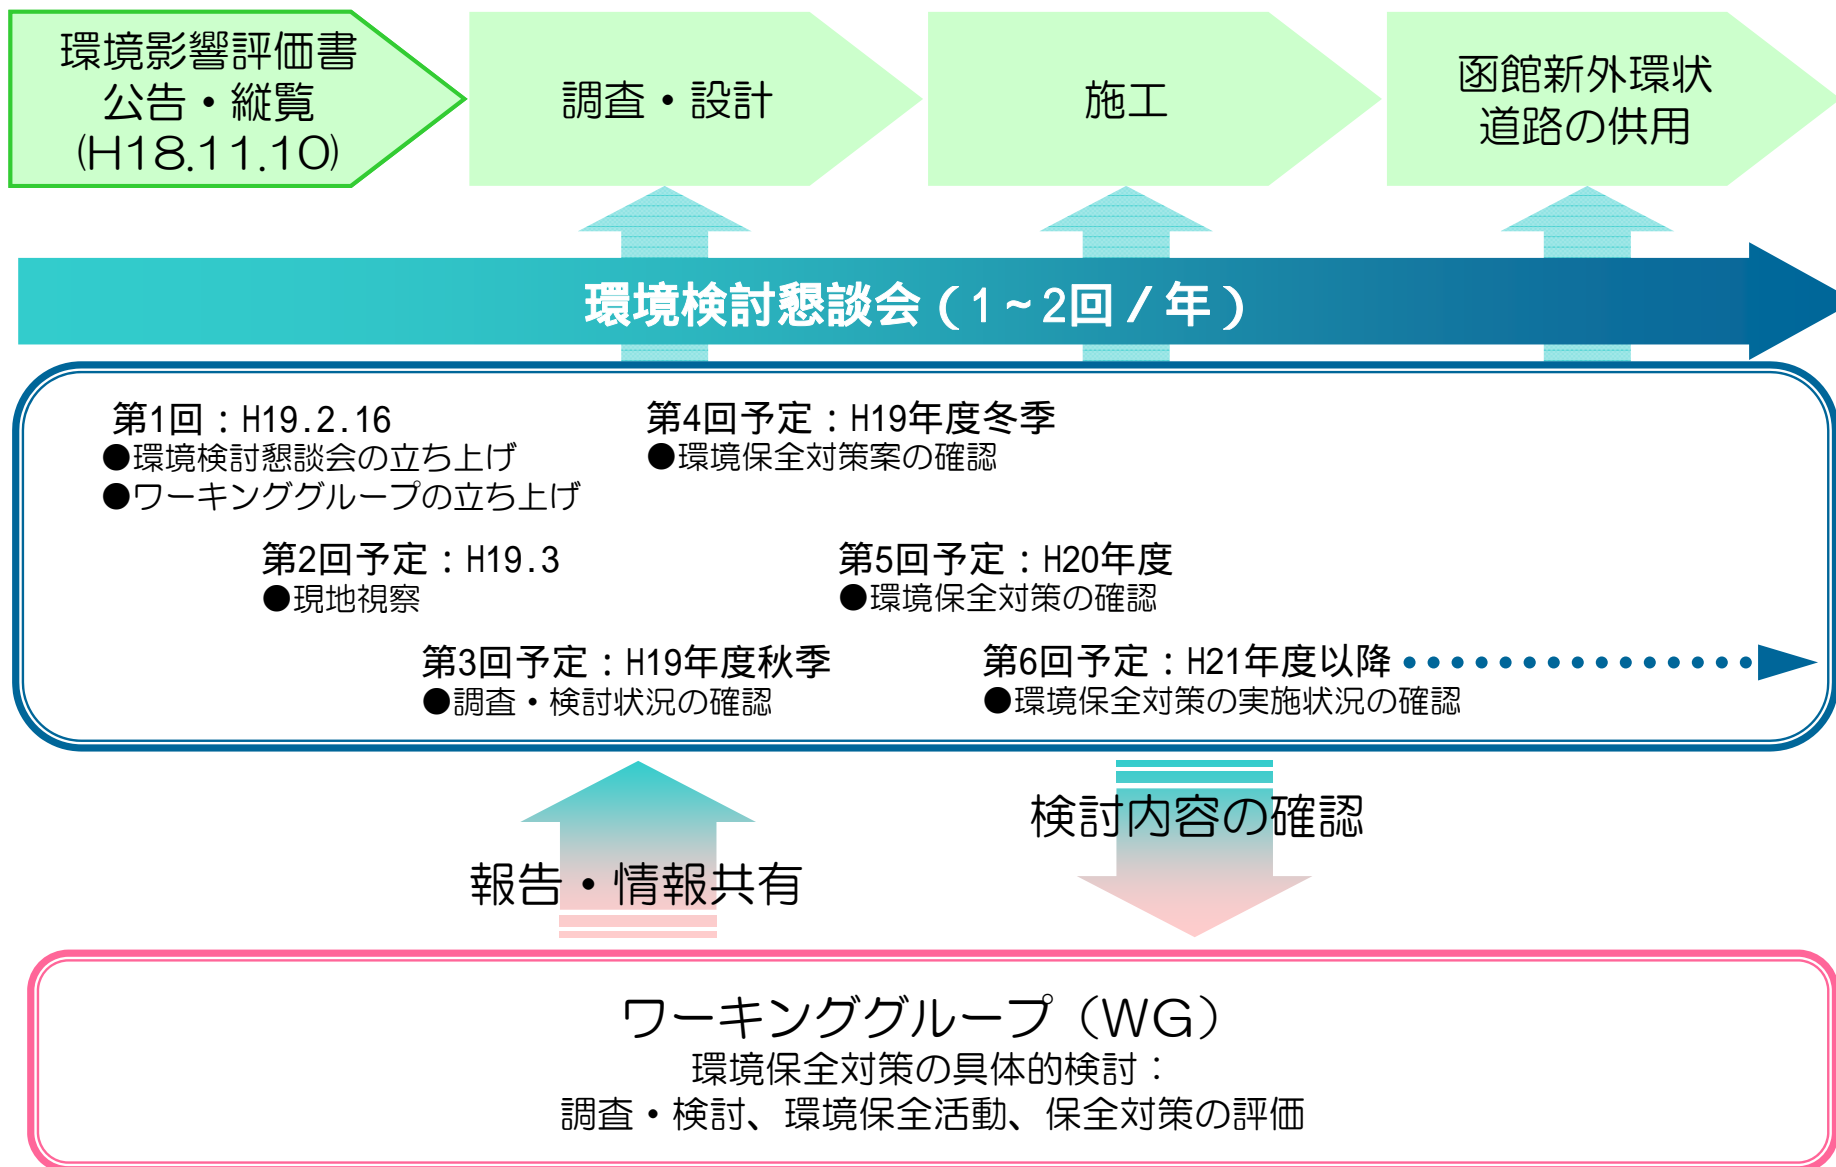 環境影響評価書
公告・縦覧
(H18.11.10)
調査・設計
施工
函館新外環状
道路の供用
環境検討懇談会（1~2回／年）
第1回：H19.2.16
●環境検討懇談会の立ち上げ
●ワーキンググループの立ち上げ
第2回予定：H19.3
●現地視察
第3回予定：H19年度秋季
●調査・検討状況の確認
第4回予定：H19年度冬季
●環境保全対策案の確認
第5回予定：H20年度
●環境保全対策の確認
第6回予定：H21年度以降
●環境保全対策の実施状況の確認
報告・情報共有
検討内容の確認
ワーキンググループ（WG）
環境保全対策の具体的検討：
調査・検討、環境保全活動、保全対策の評価